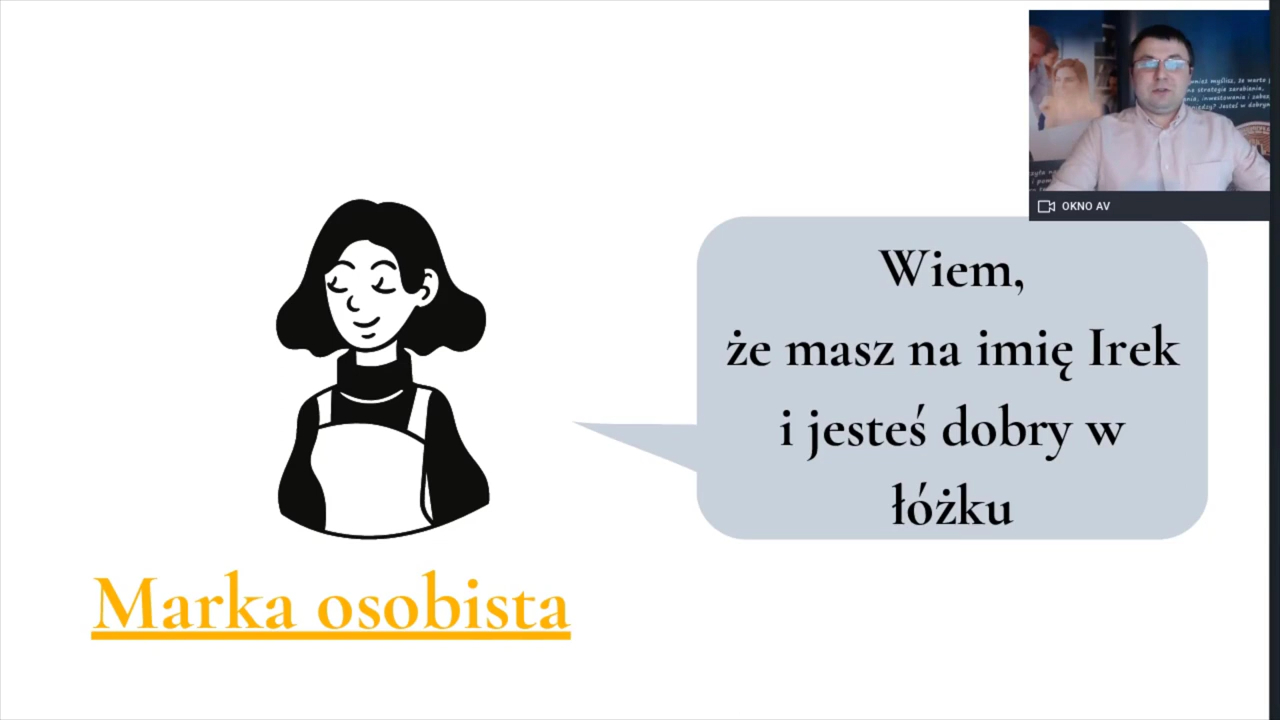 Wiem,
że masz na imię Irek
i jesteś dobry w
łóżku
Marka osobista
OKNO AV